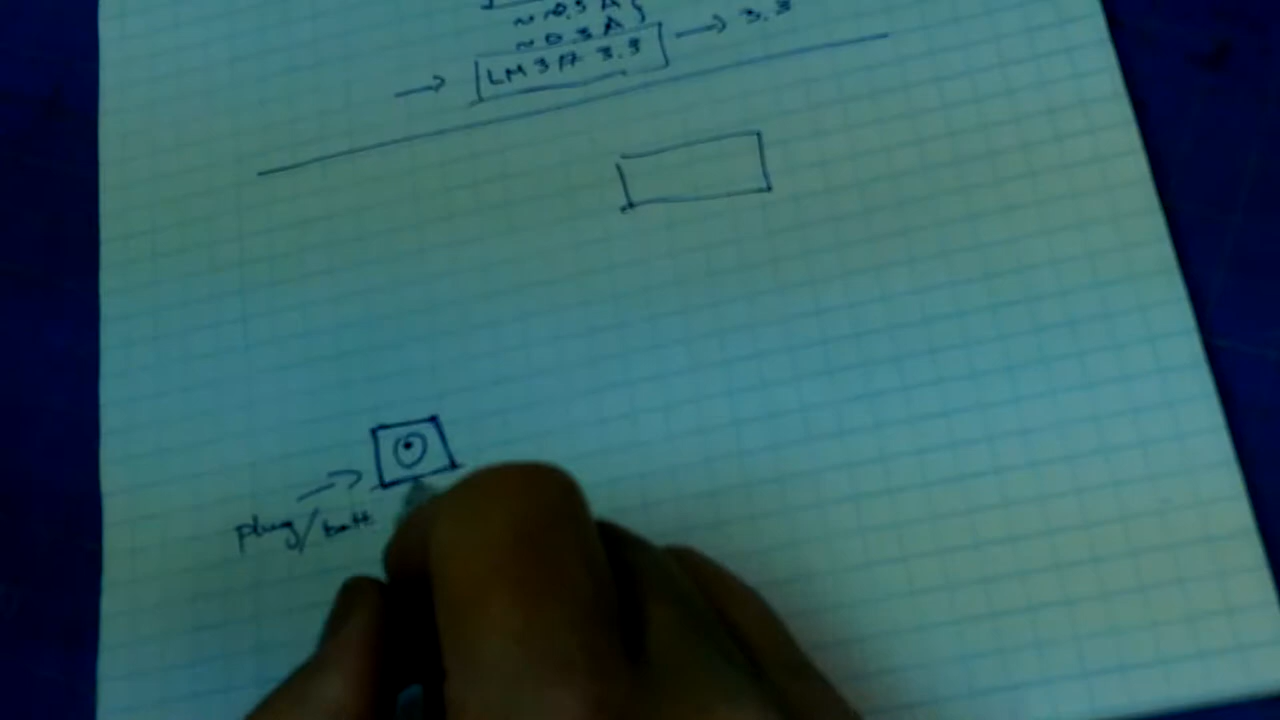 ~0.5 A
~0.5 A
→ LM317 3.3 → 3.3
→
plug/batt